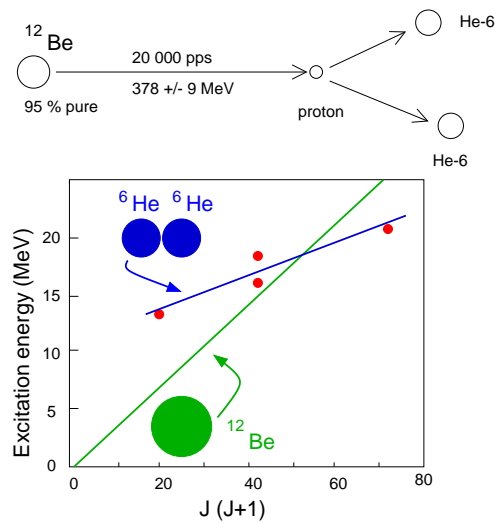 12Be
He-6
20 000 pps
378 +/- 9 MeV
95 % pure
proton
He-6
6He 6He
Excitation energy (MeV)
20
15
10
5
0
12Be
0 20 40 60 80
J (J+1)